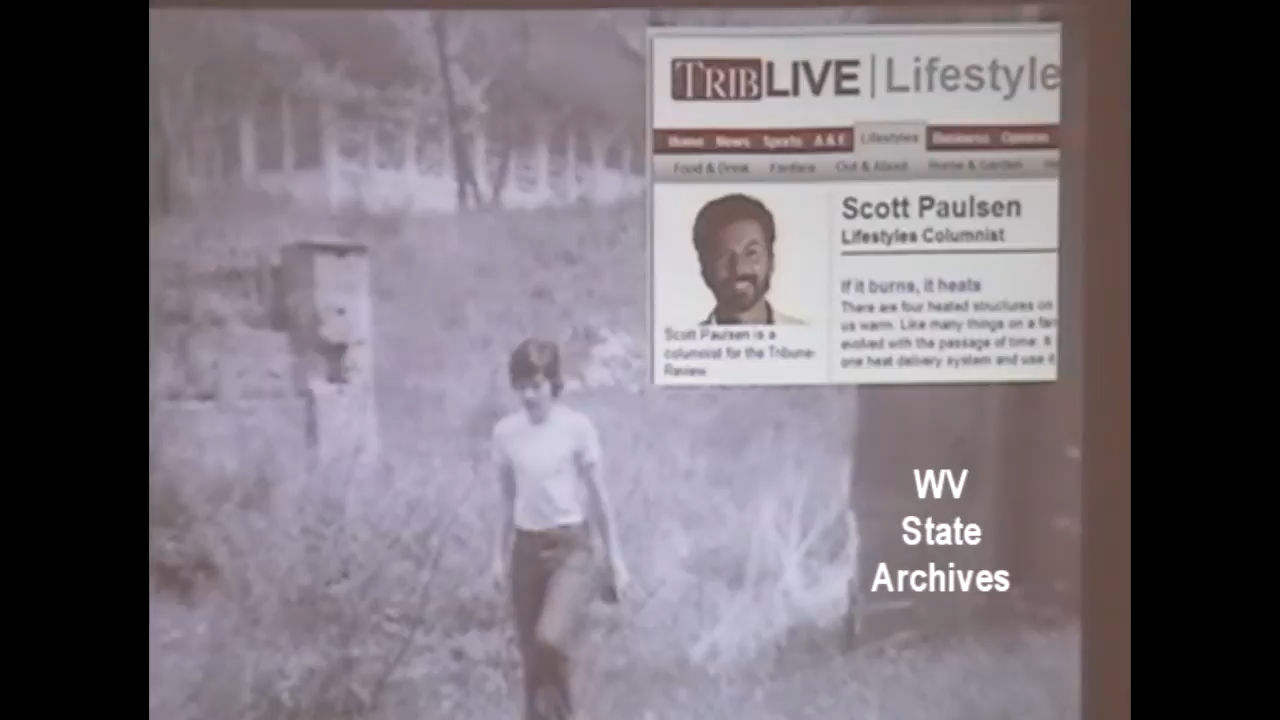 TRIBLIVE | Lifestyle
Home News Sports A & E Lifestyles Business Opinion
Food & Drink Fanfare Out & About Home & Garden
Scott Paulsen
Lifestyles Columnist
If it burns, it heats
There are four heated structures on
us warm. Like many things on a far
evolved with the passage of time. It
one heat delivery system and use it
Scott Paulsen is a
columnist for the Tribune-
Review
WV
State
Archives